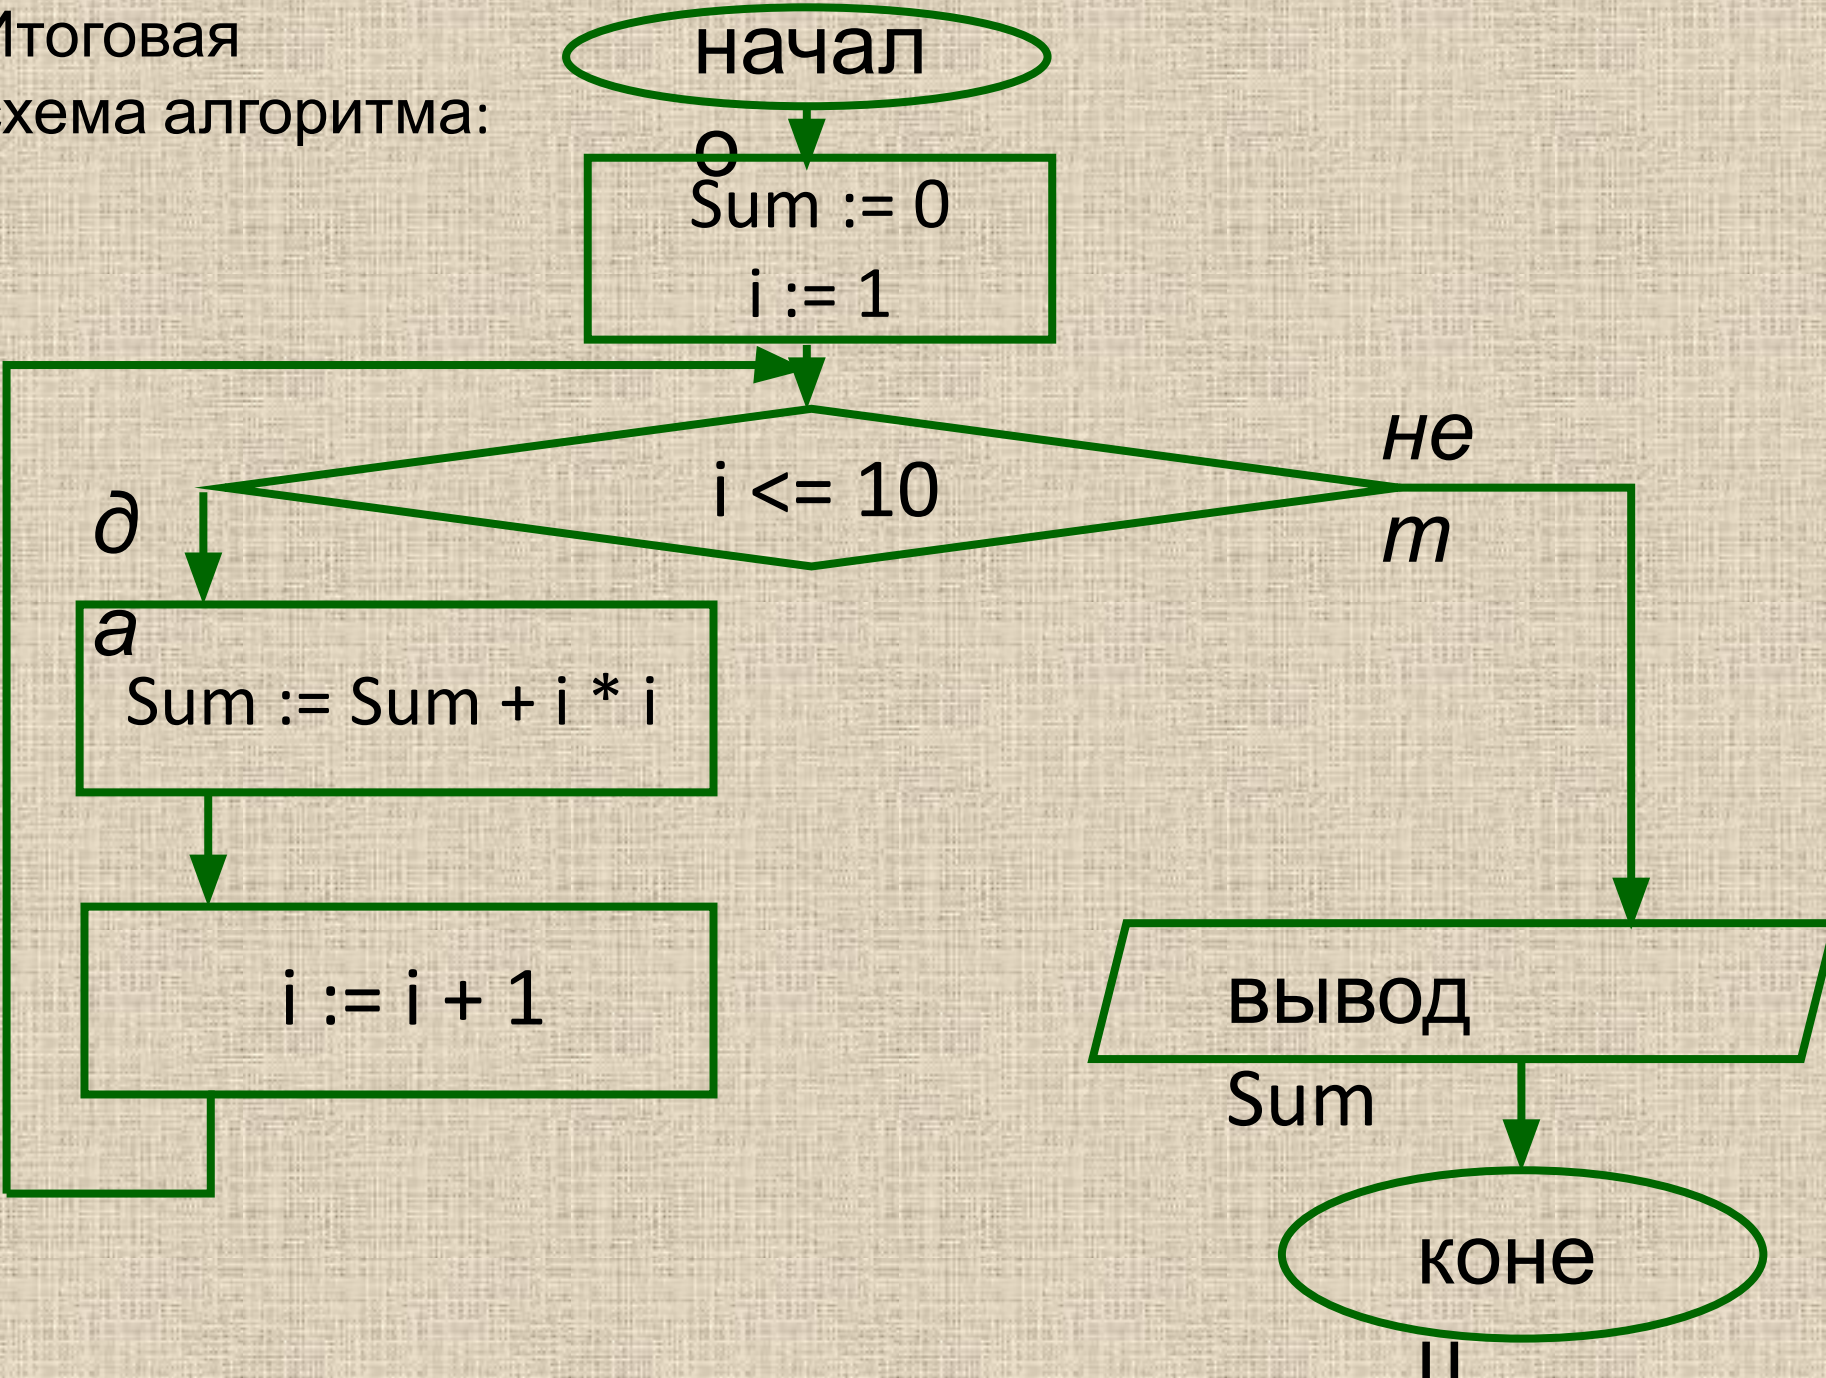 Итоговая
схема алгоритма:
начал
о
Sum := 0
i := 1
i <= 10
не
т
д
а
Sum := Sum + i * i
i := i + 1
вывод
Sum
коне
ц